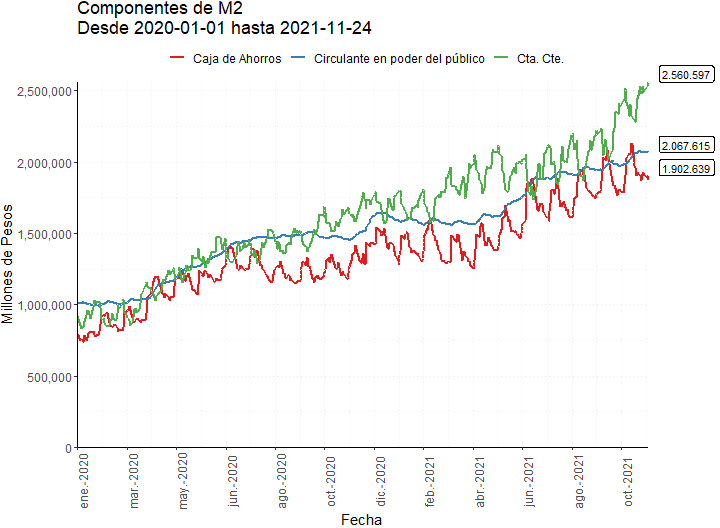 Componentes de M2
Desde 2020-01-01 hasta 2021-11-24
Caja de Ahorros Circulante en poder del público Cta. Cte.
2.560.597
2,500,000
2.067.615
2,000,000
1.902.639
1,500,000
1,000,000
500,000
0
Millones de Pesos
ene.-2020 mar.-2020 may.-2020 jun.-2020 ago.-2020 oct.-2020 dic.-2020 feb.-2021 abr.-2021 jun.-2021 ago.-2021 oct.-2021
Fecha